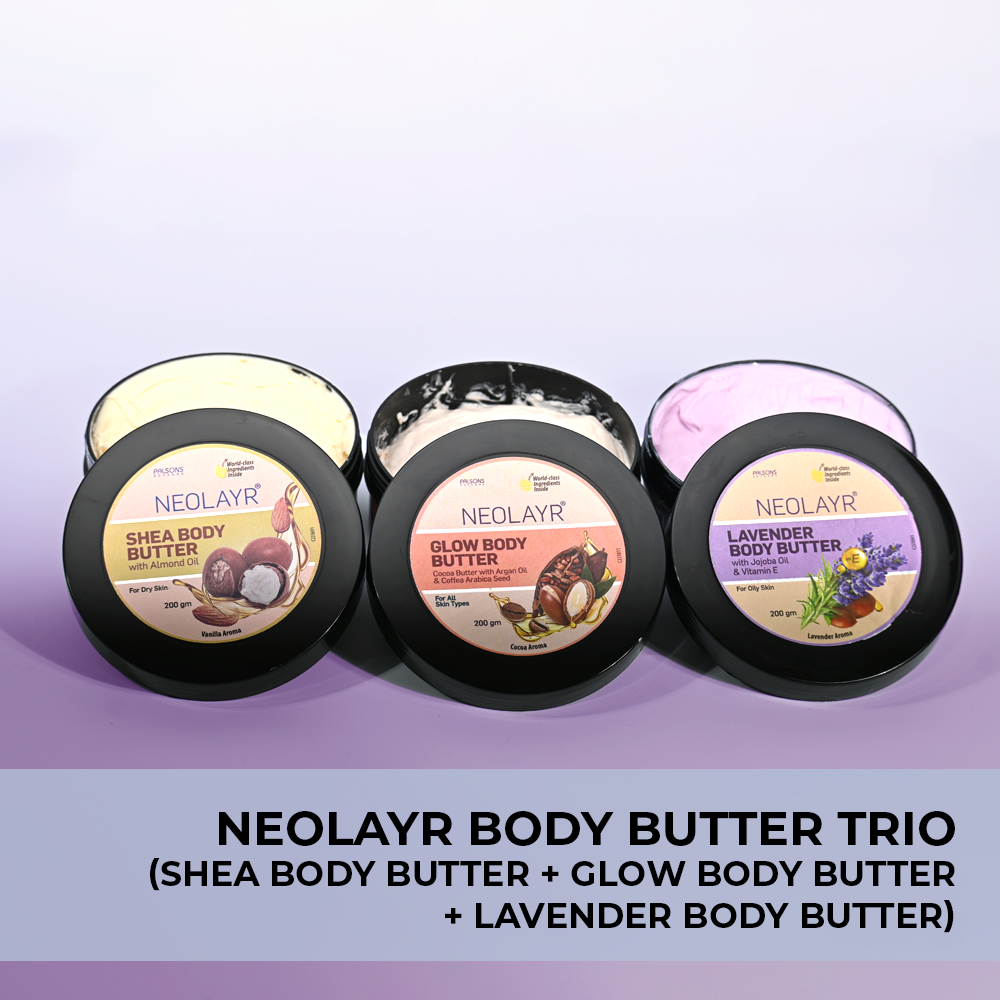 PALSONS
DERMA
World-class
Ingredients
Inside
NEOLAYR®
SHEA BODY
BUTTER
with Almond Oil
For Dry Skin
200 gm
Vanilla Aroma
PALSONS
DERMA
World-class
Ingredients
Inside
NEOLAYR®
GLOW BODY
BUTTER
Cocoa Butter with Argan Oil
& Coffea Arabica Seed
For All
Skin Types
200 gm
Cocoa Aroma
PALSONS
DERMA
World-class
Ingredients
Inside
NEOLAYR®
LAVENDER
BODY BUTTER
with Jojoba Oil
& Vitamin E
E
For Oily Skin
200 gm
Lavender Aroma
NEOLAYR BODY BUTTER TRIO
(SHEA BODY BUTTER + GLOW BODY BUTTER
+ LAVENDER BODY BUTTER)